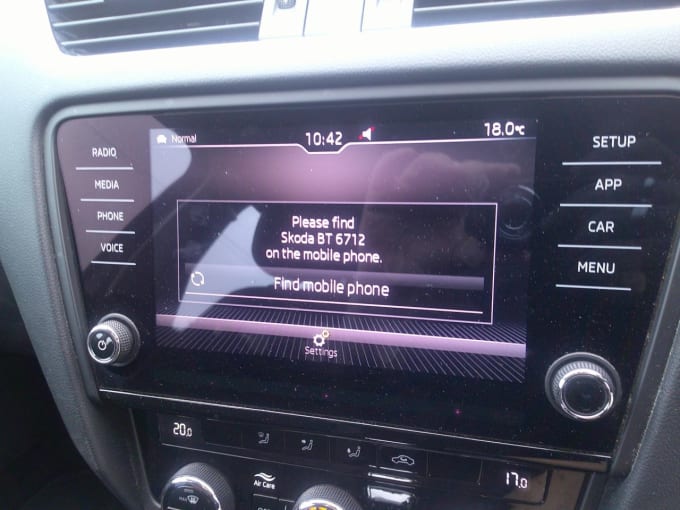 Normal
10:42
18.0°C
RADIO
MEDIA
PHONE
VOICE
SETUP
APP
CAR
MENU
Please find
Skoda BT 6712
on the mobile phone.
Find mobile phone
Settings
20.0
17.0
MAX
Air Care